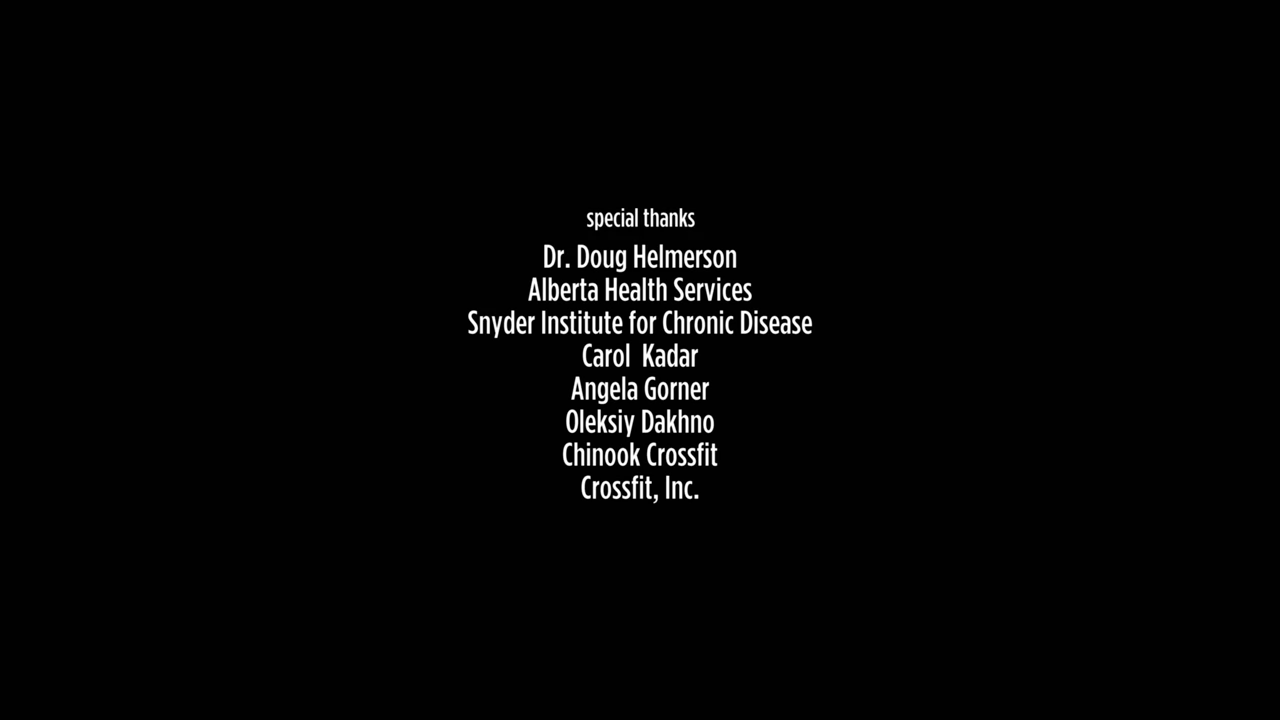 special thanks
Dr. Doug Helmerson
Alberta Health Services
Snyder Institute for Chronic Disease
Carol  Kadar
Angela Gorner
Oleksiy Dakhno
Chinook Crossfit
Crossfit, Inc.